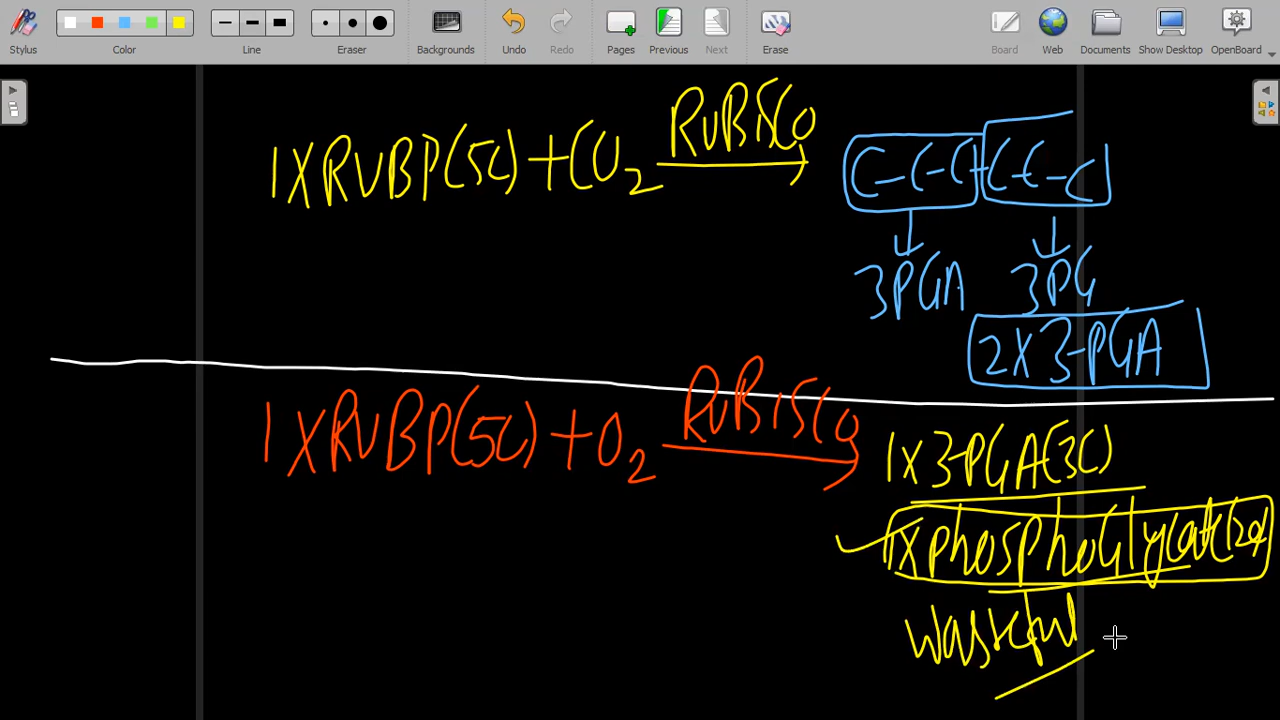 Stylus Color Line Eraser Backgrounds Undo Redo Pages Previous Next Erase Board Web Documents Show Desktop OpenBoard
1XRUBP(5C)+CO2 RUBISCO C-C-C-C-C-C
3PGA 3PG
2X3-PGA
1XRUBP(5C)+O2 RUBISCO 1X3-PGA(3C)
1XphosphoGlycate(2C)
wasteful